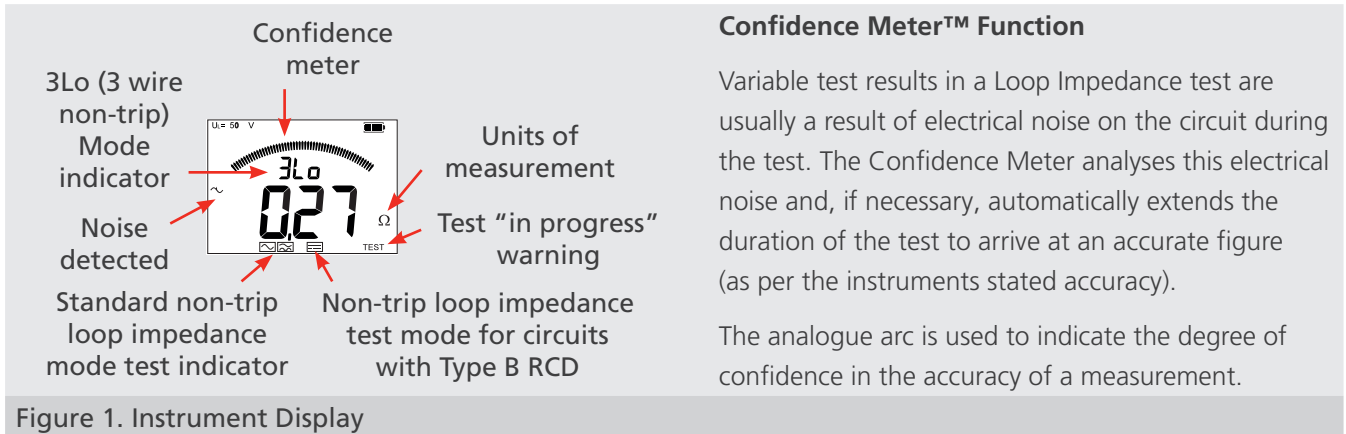 Confidence
meter
3Lo (3 wire
non-trip)
Mode
indicator
Noise
detected
Standard non-trip
loop impedance
mode test indicator
U_L= 50 V
3Lo
0.27
Ω
TEST
Units of
measurement
Test “in progress”
warning
Non-trip loop impedance
test mode for circuits
with Type B RCD
Confidence Meter™ Function
Variable test results in a Loop Impedance test are
usually a result of electrical noise on the circuit during
the test. The Confidence Meter analyses this electrical
noise and, if necessary, automatically extends the
duration of the test to arrive at an accurate figure
(as per the instruments stated accuracy).
The analogue arc is used to indicate the degree of
confidence in the accuracy of a measurement.
Figure 1. Instrument Display